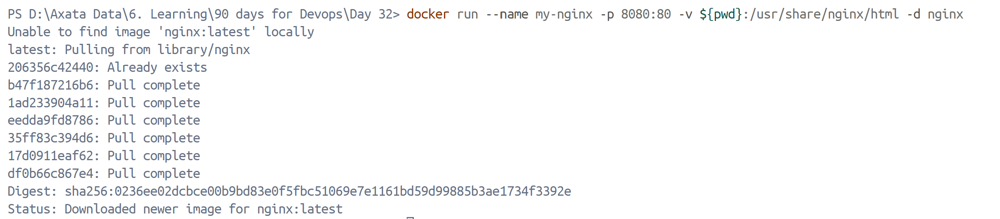 PS D:\Axata Data\6. Learning\90 days for Devops\Day 32> docker run --name my-nginx -p 8080:80 -v ${pwd}:/usr/share/nginx/html -d nginx
Unable to find image 'nginx:latest' locally
latest: Pulling from library/nginx
206356c42440: Already exists
b47f187216b6: Pull complete
1ad233904a11: Pull complete
eedda9fd8786: Pull complete
35ff83c394d6: Pull complete
17d0911eaf62: Pull complete
df0b66c867e4: Pull complete
Digest: sha256:0236ee02dcbce00b9bd83e0f5fbc51069e7e1161bd59d99885b3ae1734f3392e
Status: Downloaded newer image for nginx:latest